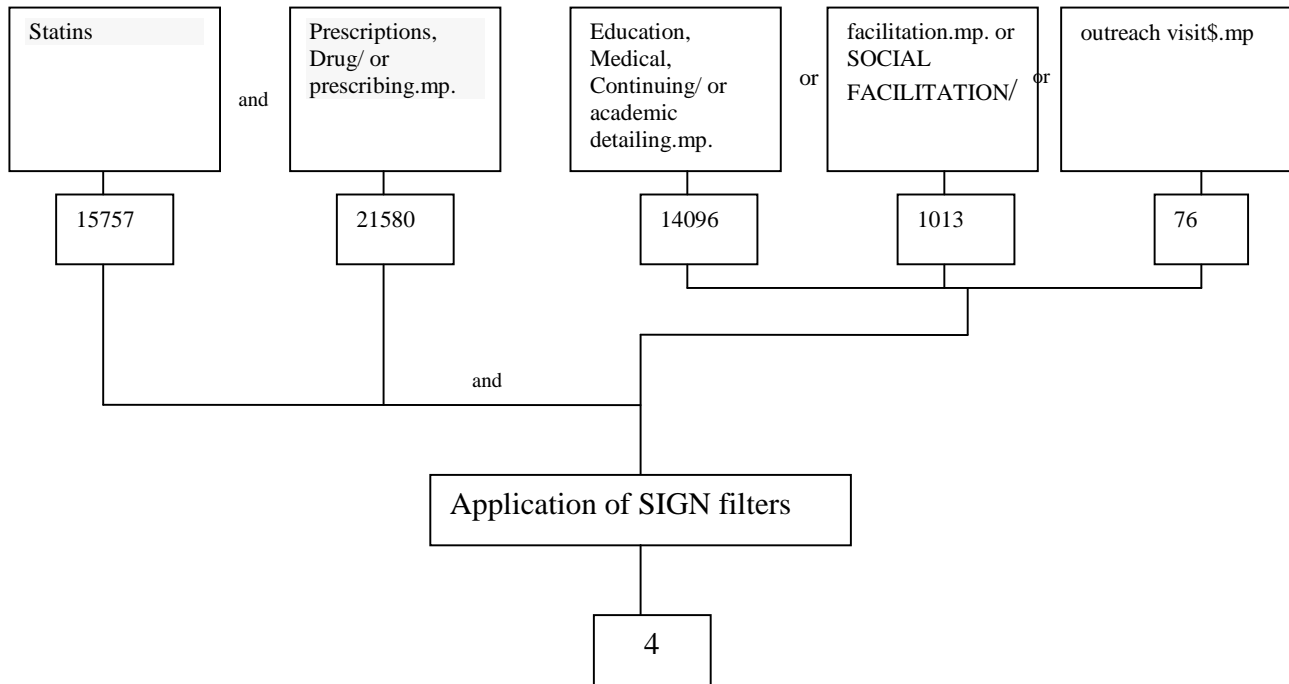 Statins
and
Prescriptions,
Drug/ or
prescribing.mp.
Education,
Medical,
Continuing/ or
academic
detailing.mp.
or
facilitation.mp. or
SOCIAL
FACILITATION/
or
outreach visit$.mp
15757
21580
14096
1013
76
and
Application of SIGN filters
4